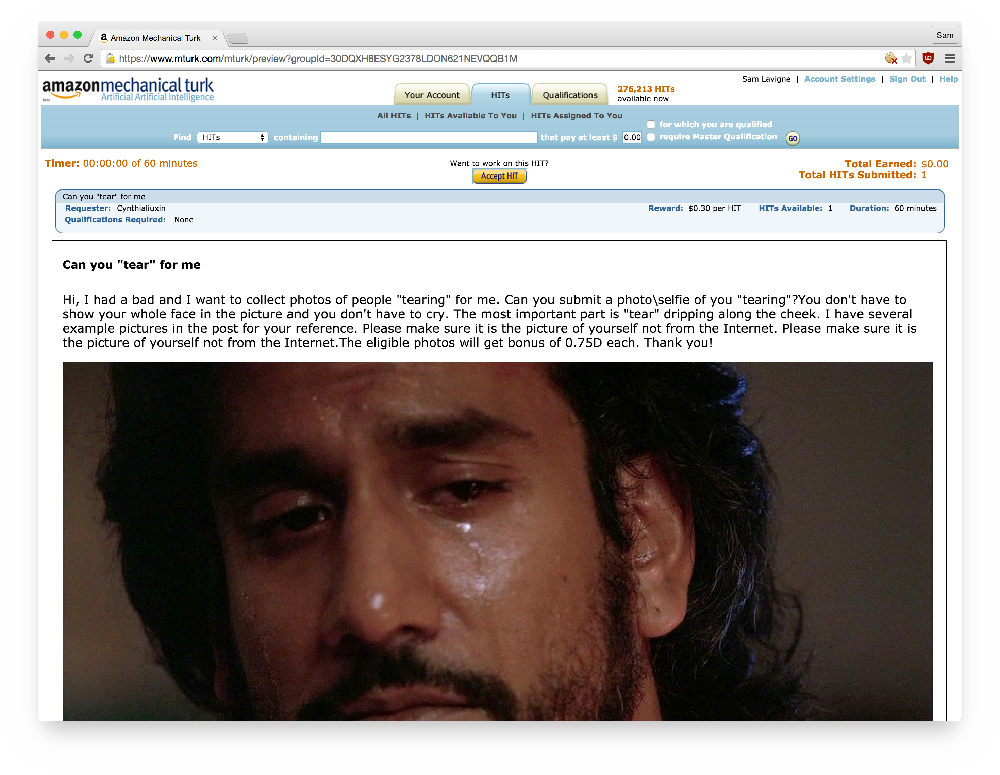 Amazon Mechanical Turk
Sam
https://www.mturk.com/mturk/preview?groupId=30DQXH8ESYG2378LDON621NEVQQB1M
Sam Lavigne | Account Settings | Sign Out | Help
amazonmechanical turk
beta
Artificial Artificial Intelligence
Your Account
HITs
Qualifications
276,213 HITs
available now
All HITs | HITs Available To You | HITs Assigned To You
Find HITs containing that pay at least $ 0.00
for which you are qualified
require Master Qualification
GO
Timer: 00:00:00 of 60 minutes
Want to work on this HIT?
Accept HIT
Total Earned: $0.00
Total HITs Submitted: 1
Can you "tear" for me
Requester: Cynthialiuxin
Reward: $0.30 per HIT HITs Available: 1 Duration: 60 minutes
Qualifications Required: None
Can you "tear" for me
Hi, I had a bad and I want to collect photos of people "tearing" for me. Can you submit a photo\selfie of you "tearing"?You don't have to
show your whole face in the picture and you don't have to cry. The most important part is "tear" dripping along the cheek. I have several
example pictures in the post for your reference. Please make sure it is the picture of yourself not from the Internet. Please make sure it is
the picture of yourself not from the Internet.The eligible photos will get bonus of 0.75D each. Thank you!